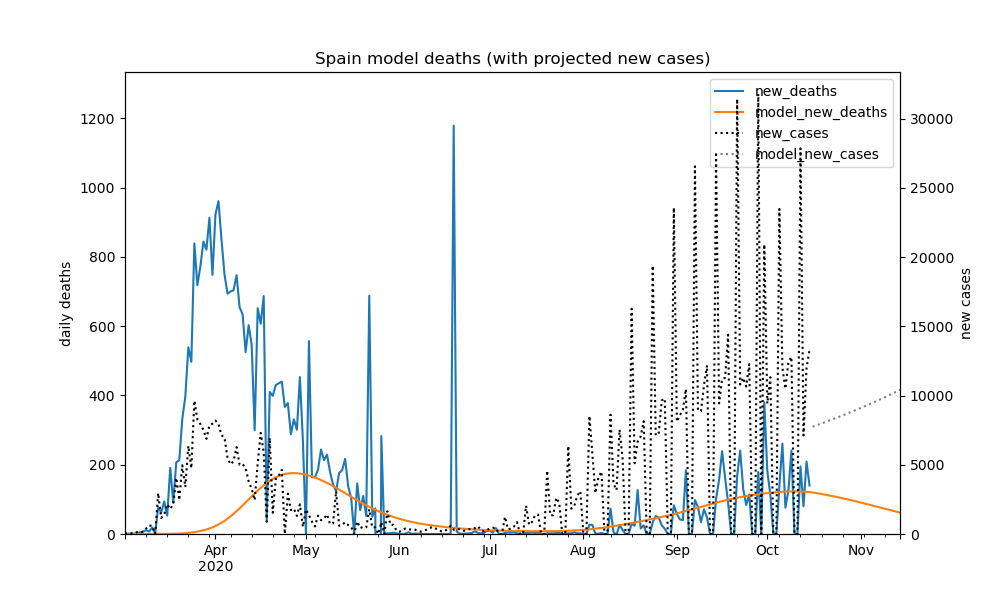 Spain model deaths (with projected new cases)
new_deaths
model_new_deaths
new_cases
model_new_cases
1200
1000
800
600
400
200
0
daily deaths
30000
25000
20000
15000
10000
5000
0
new cases
Apr
2020
May
Jun
Jul
Aug
Sep
Oct
Nov